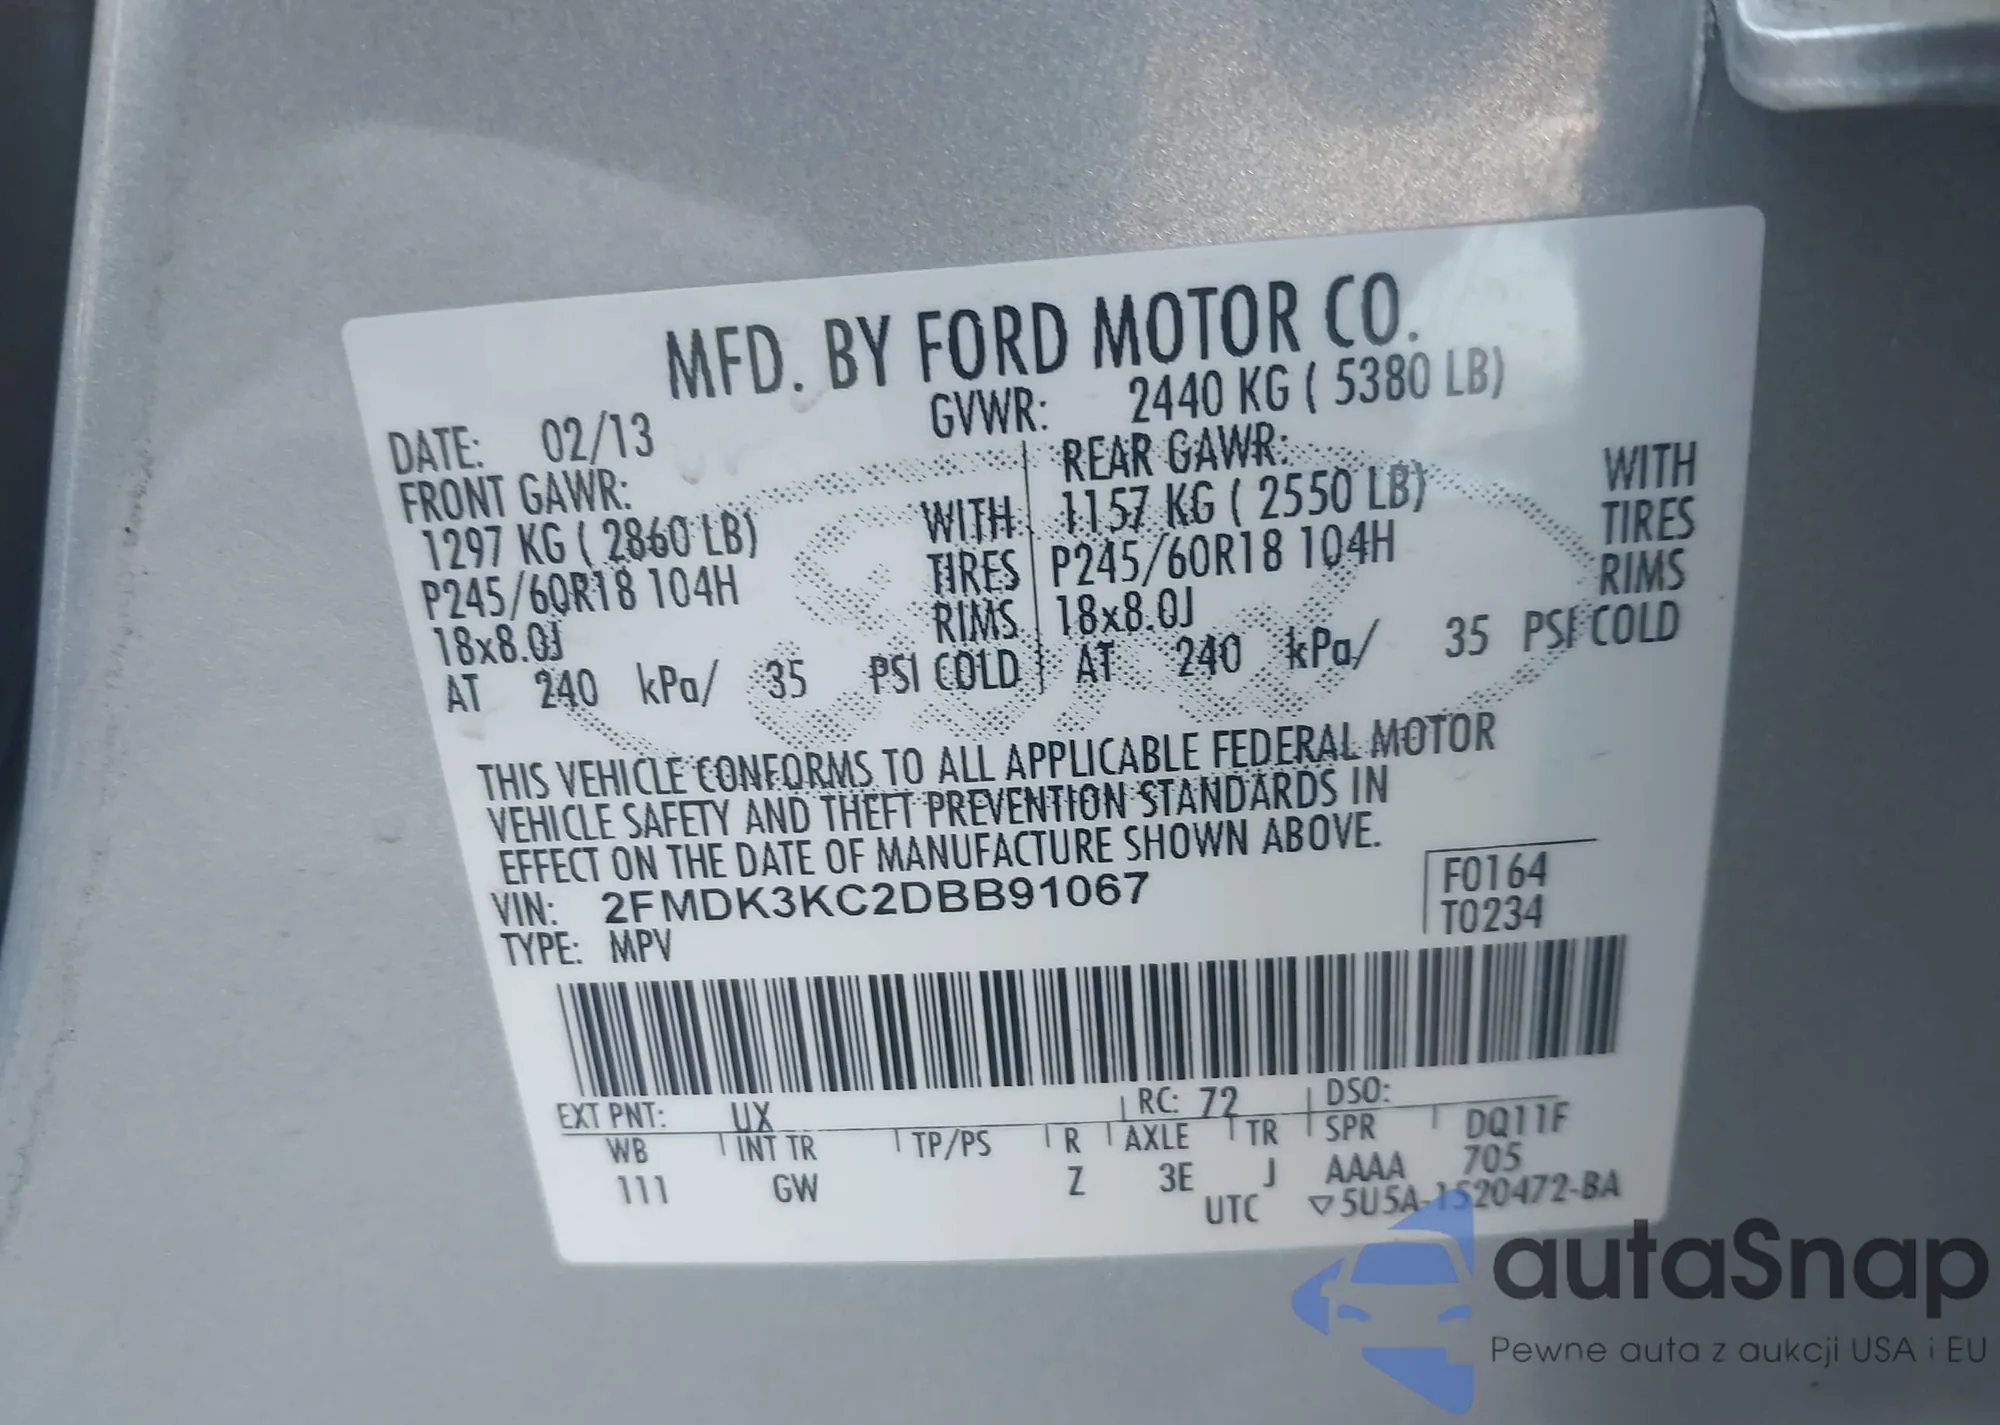 MFD. BY FORD MOTOR CO.
DATE: 02/13 GVWR: 2440 KG ( 5380 LB)
FRONT GAWR: REAR GAWR:
1297 KG ( 2860 LB) WITH 1157 KG ( 2550 LB) WITH
P245/60R18 104H TIRES P245/60R18 104H TIRES
18x8.0J RIMS 18x8.0J RIMS
AT 240 kPa/ 35 PSI COLD AT 240 kPa/ 35 PSI COLD
THIS VEHICLE CONFORMS TO ALL APPLICABLE FEDERAL MOTOR
VEHICLE SAFETY AND THEFT PREVENTION STANDARDS IN
EFFECT ON THE DATE OF MANUFACTURE SHOWN ABOVE.
VIN: 2FMDK3KC2DBB91067 F0164
TYPE: MPV T0234
EXT PNT: UX RC: 72 DSO:
WB INT TR TP/PS R AXLE TR SPR DQ11F
111 GW Z 3E J AAAA 705
UTC ▽5U5A-1520472-BA
autaSnap
Pewne auta z aukcji USA i EU